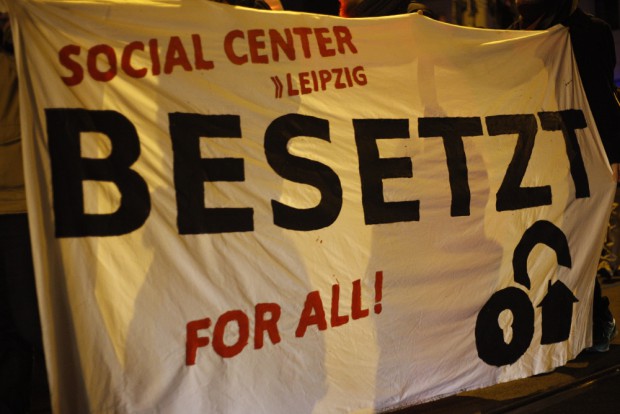 SOCIAL CENTER
»LEIPZIG
BESETZT
FOR ALL!